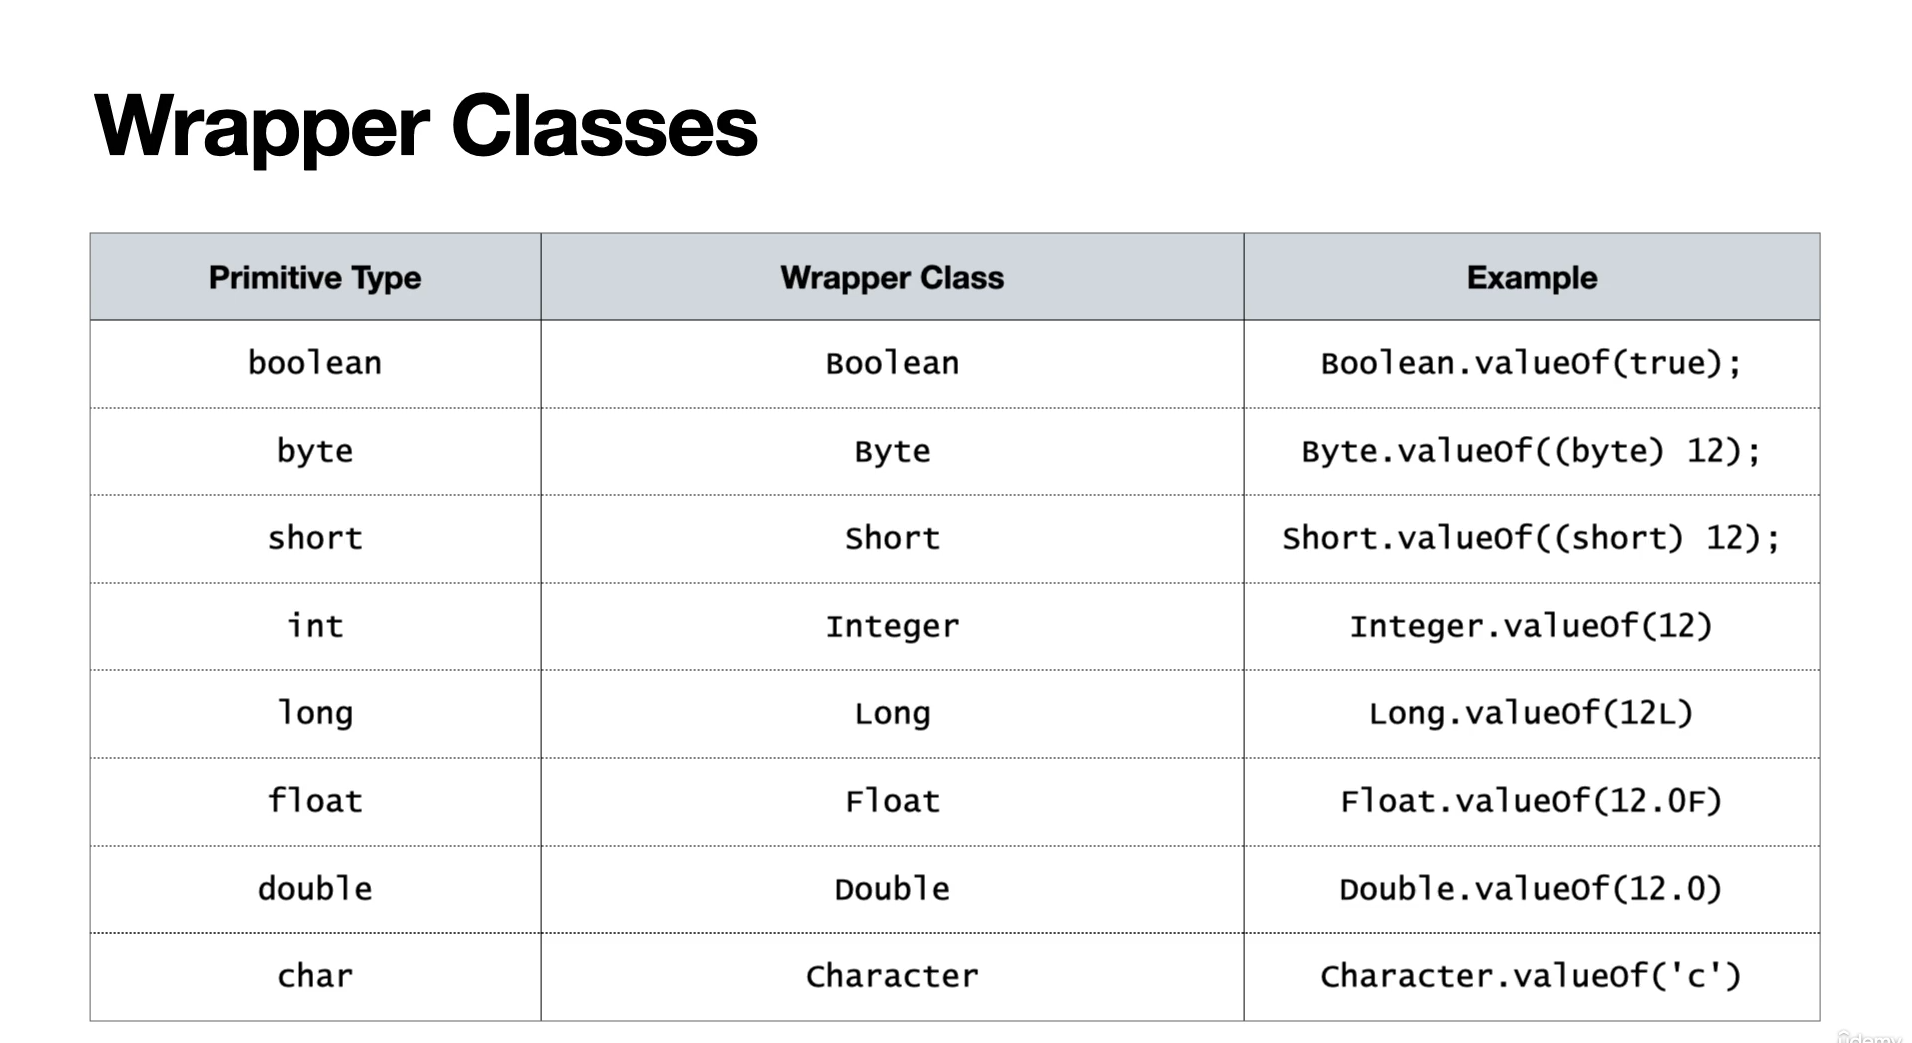 Wrapper Classes
Primitive Type Wrapper Class Example
boolean Boolean Boolean.valueOf(true);
byte Byte Byte.valueOf((byte) 12);
short Short Short.valueOf((short) 12);
int Integer Integer.valueOf(12)
long Long Long.valueOf(12L)
float Float Float.valueOf(12.0F)
double Double Double.valueOf(12.0)
char Character Character.valueOf('c')
ûdemy